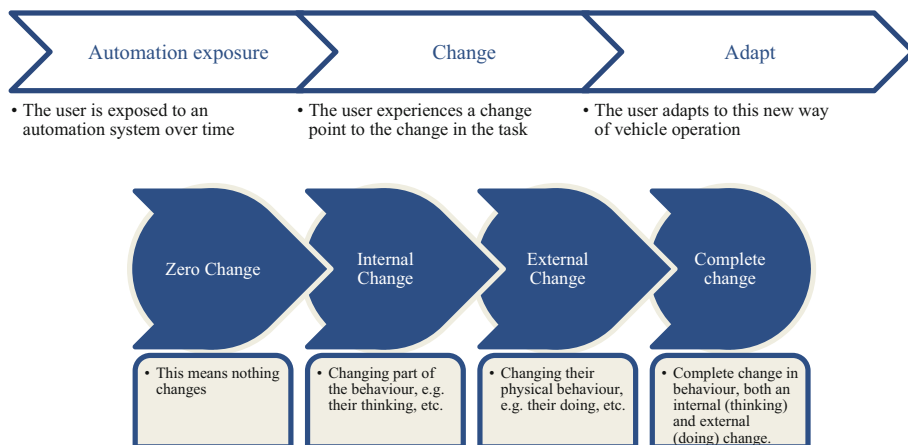 Automation exposure
Change
Adapt
• The user is exposed to an
automation system over time
• The user experiences a change
point to the change in the task
• The user adapts to this new way
of vehicle operation
Zero Change
Internal
Change
External
Change
Complete
change
• This means nothing
changes
• Changing part of
the behaviour, e.g.
their thinking, etc.
• Changing their
physical behaviour,
e.g. their doing, etc.
• Complete change in
behaviour, both an
internal (thinking)
and external
(doing) change.